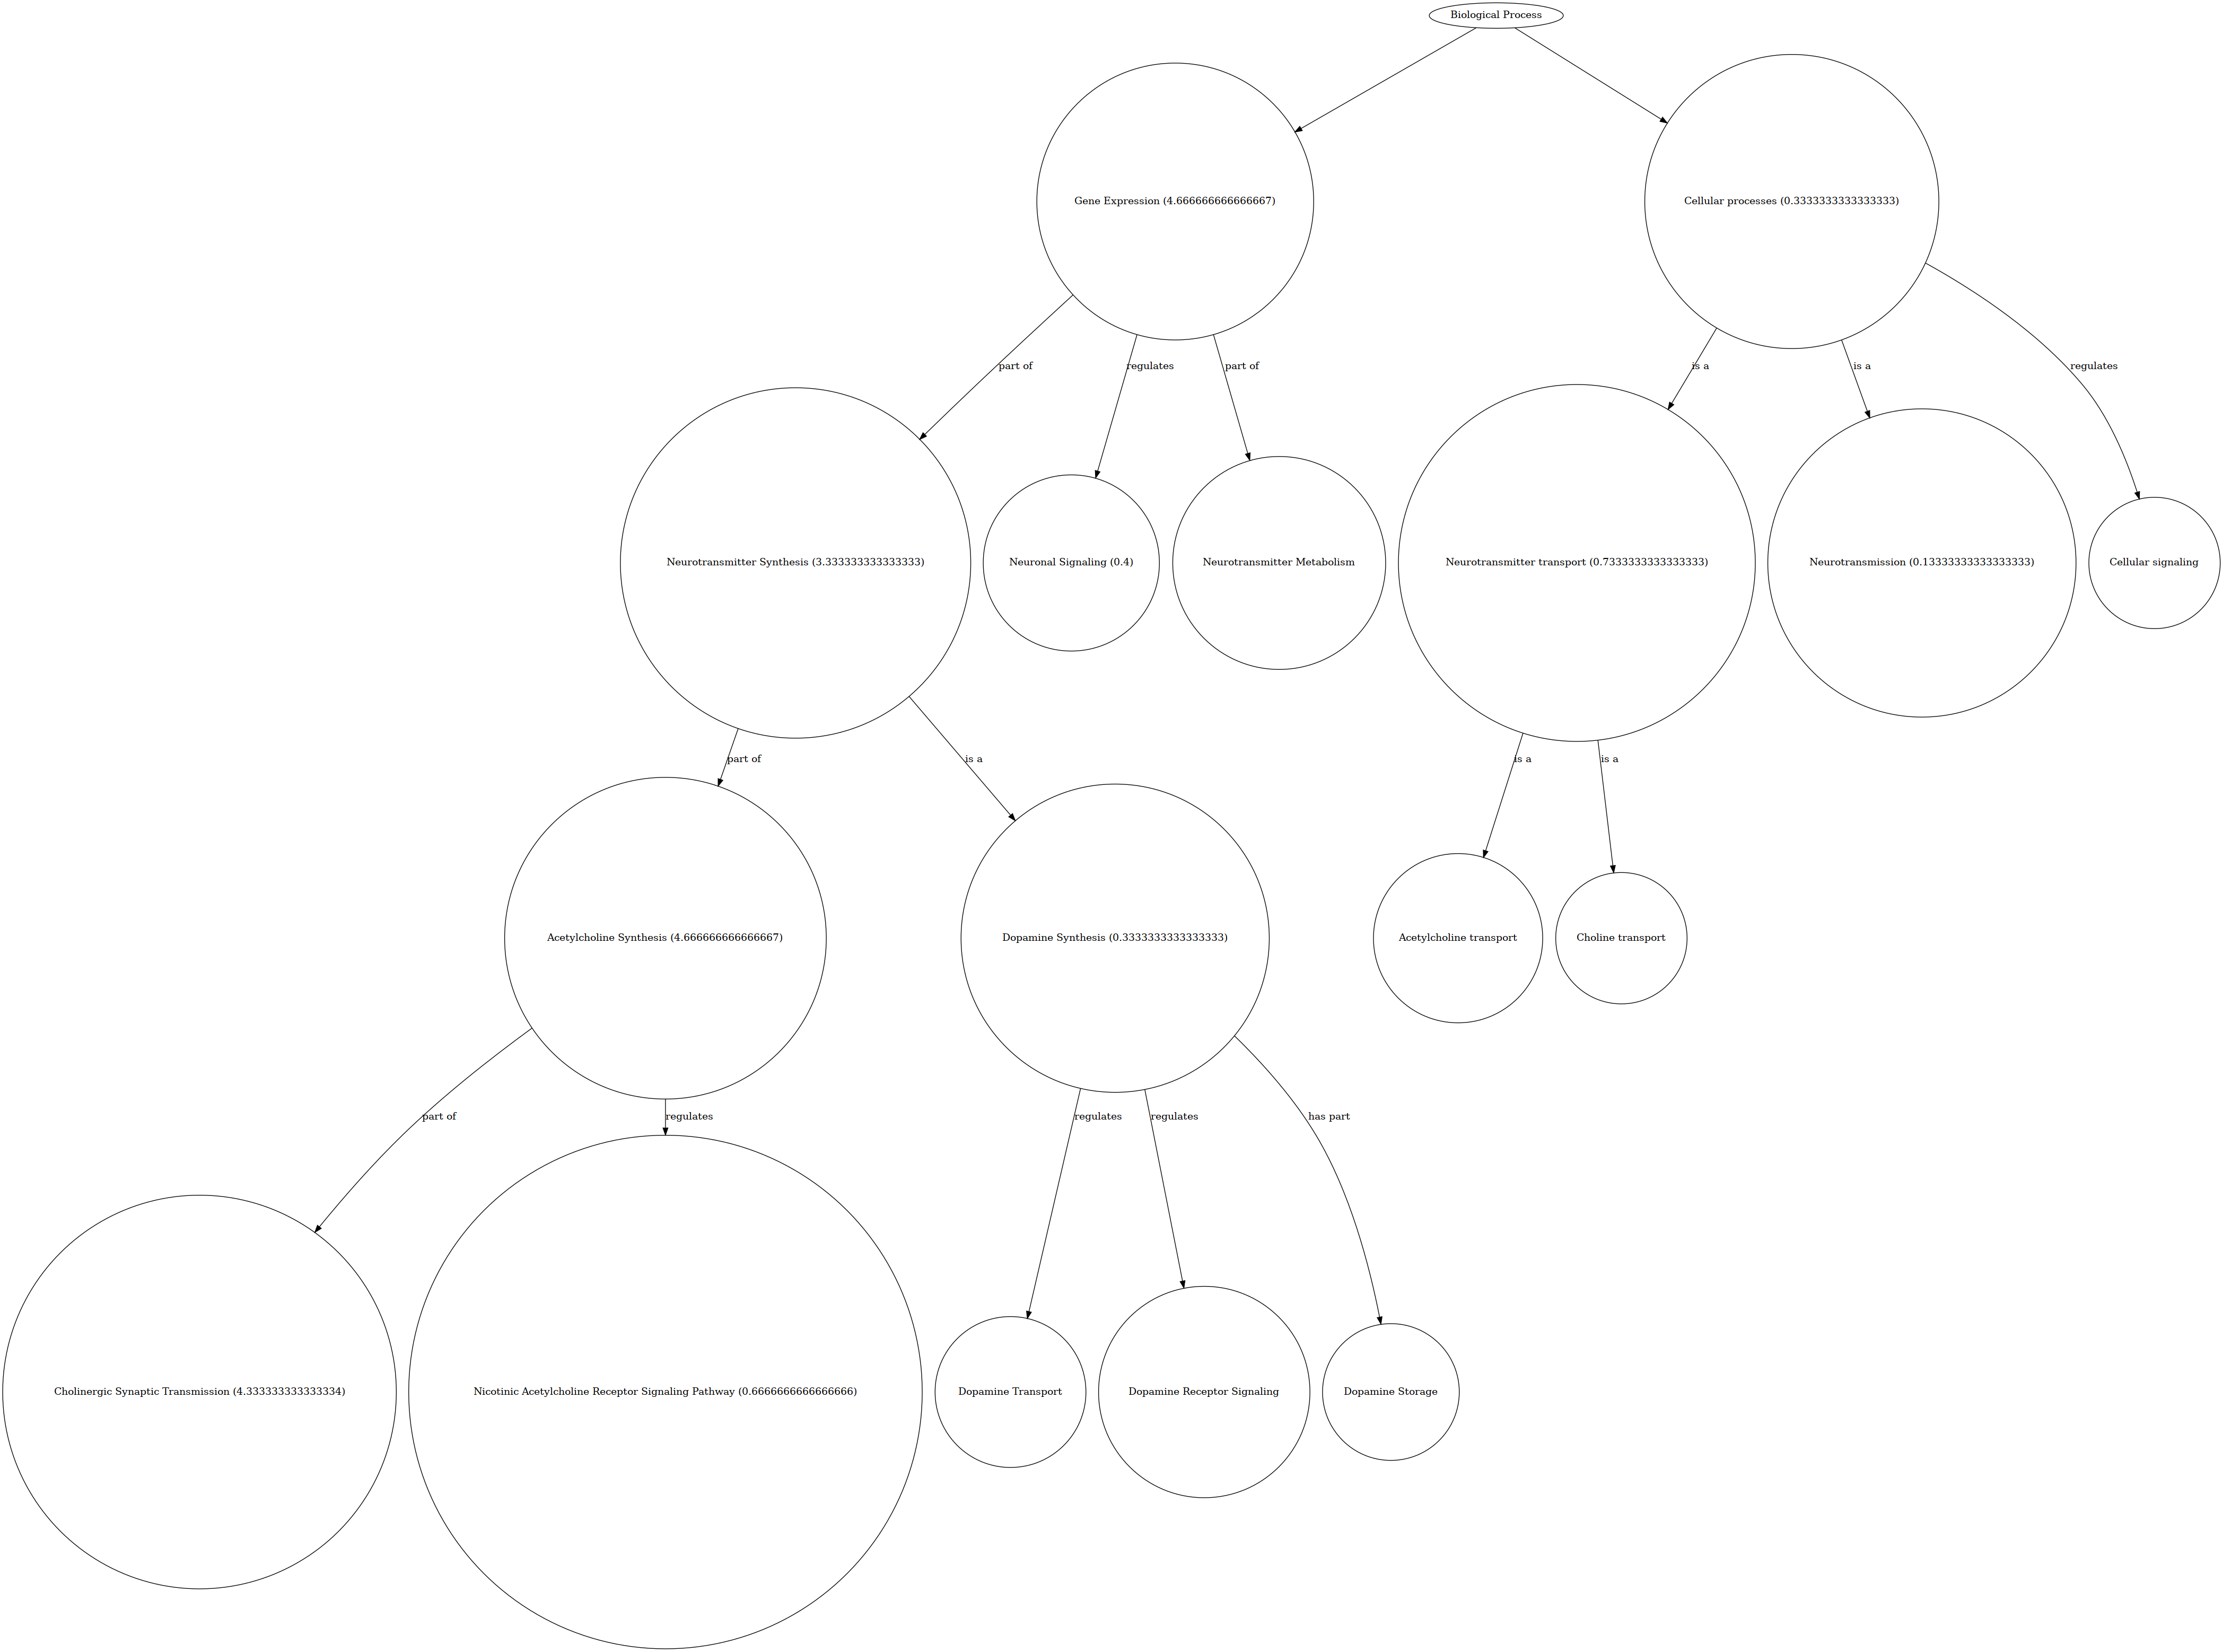 Biological Process
Gene Expression (4.666666666666667)
Cellular processes (0.3333333333333333)
part of
regulates
part of
is a
is a
regulates
Neurotransmitter Synthesis (3.333333333333333)
Neuronal Signaling (0.4)
Neurotransmitter Metabolism
Neurotransmitter transport (0.7333333333333333)
Neurotransmission (0.13333333333333333)
Cellular signaling
part of
is a
is a
is a
Acetylcholine Synthesis (4.666666666666667)
Dopamine Synthesis (0.3333333333333333)
Acetylcholine transport
Choline transport
part of
regulates
regulates
regulates
has part
Cholinergic Synaptic Transmission (4.333333333333334)
Nicotinic Acetylcholine Receptor Signaling Pathway (0.6666666666666666)
Dopamine Transport
Dopamine Receptor Signaling
Dopamine Storage